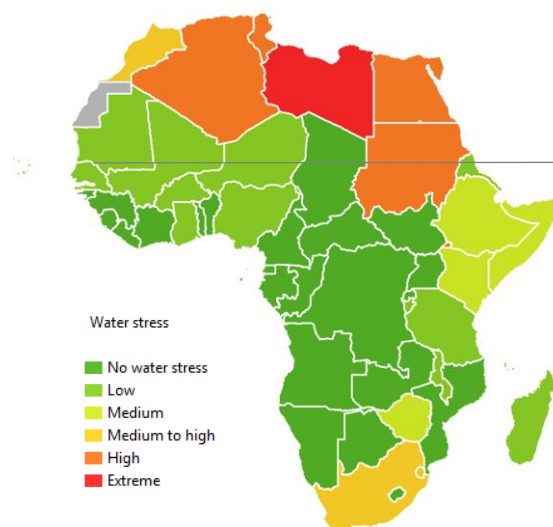 Water stress
No water stress
Low
Medium
Medium to high
High
Extreme